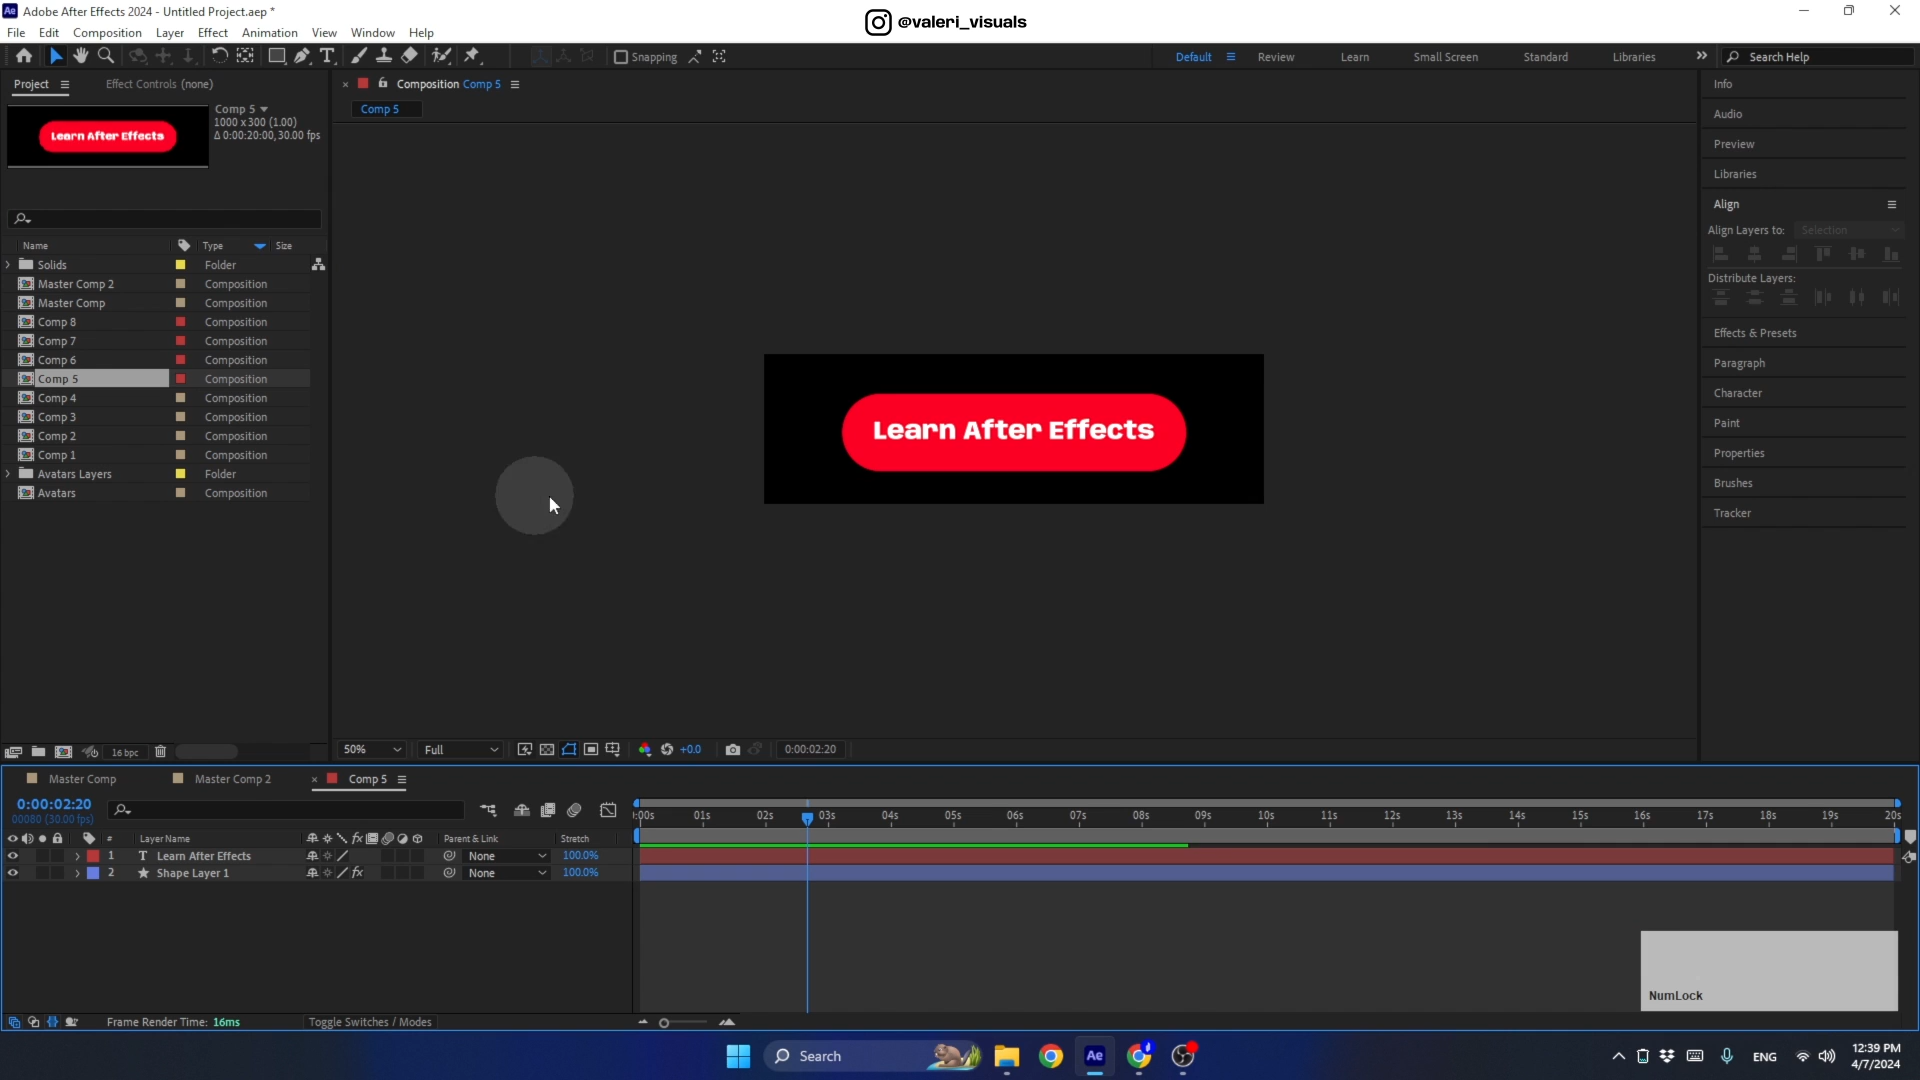 Ae Adobe After Effects 2024 - Untitled Project.aep *
@valeri_visuals
File Edit Composition Layer Effect Animation View Window Help
Snapping
Default Review Learn Small Screen Standard Libraries
Search Help
Project
Effect Controls (none)
Composition Comp 5
Comp 5
Comp 5
1000 x 300 (1.00)
Δ 0:00:20:00, 30.00 fps
Learn After Effects
Name Type Size
Solids Folder
Master Comp 2 Composition
Master Comp Composition
Comp 8 Composition
Comp 7 Composition
Comp 6 Composition
Comp 5 Composition
Comp 4 Composition
Comp 3 Composition
Comp 2 Composition
Comp 1 Composition
Avatars Layers Folder
Avatars Composition
16 bpc
Learn After Effects
50% Full +0.0 0:00:02:20
Info
Audio
Preview
Libraries
Align
Align Layers to: Selection
Distribute Layers:
Effects & Presets
Paragraph
Character
Paint
Properties
Brushes
Tracker
Master Comp Master Comp 2 Comp 5
0:00:02:20
00080 (30.00 fps)
# Layer Name fx Parent & Link Stretch
1 T Learn After Effects None 100.0%
2 Shape Layer 1 fx None 100.0%
:00s 01s 02s 03s 04s 05s 06s 07s 08s 09s 10s 11s 12s 13s 14s 15s 16s 17s 18s 19s 20s
NumLock
Frame Render Time: 16ms
Toggle Switches / Modes
Search
Ae
ENG
12:39 PM
4/7/2024